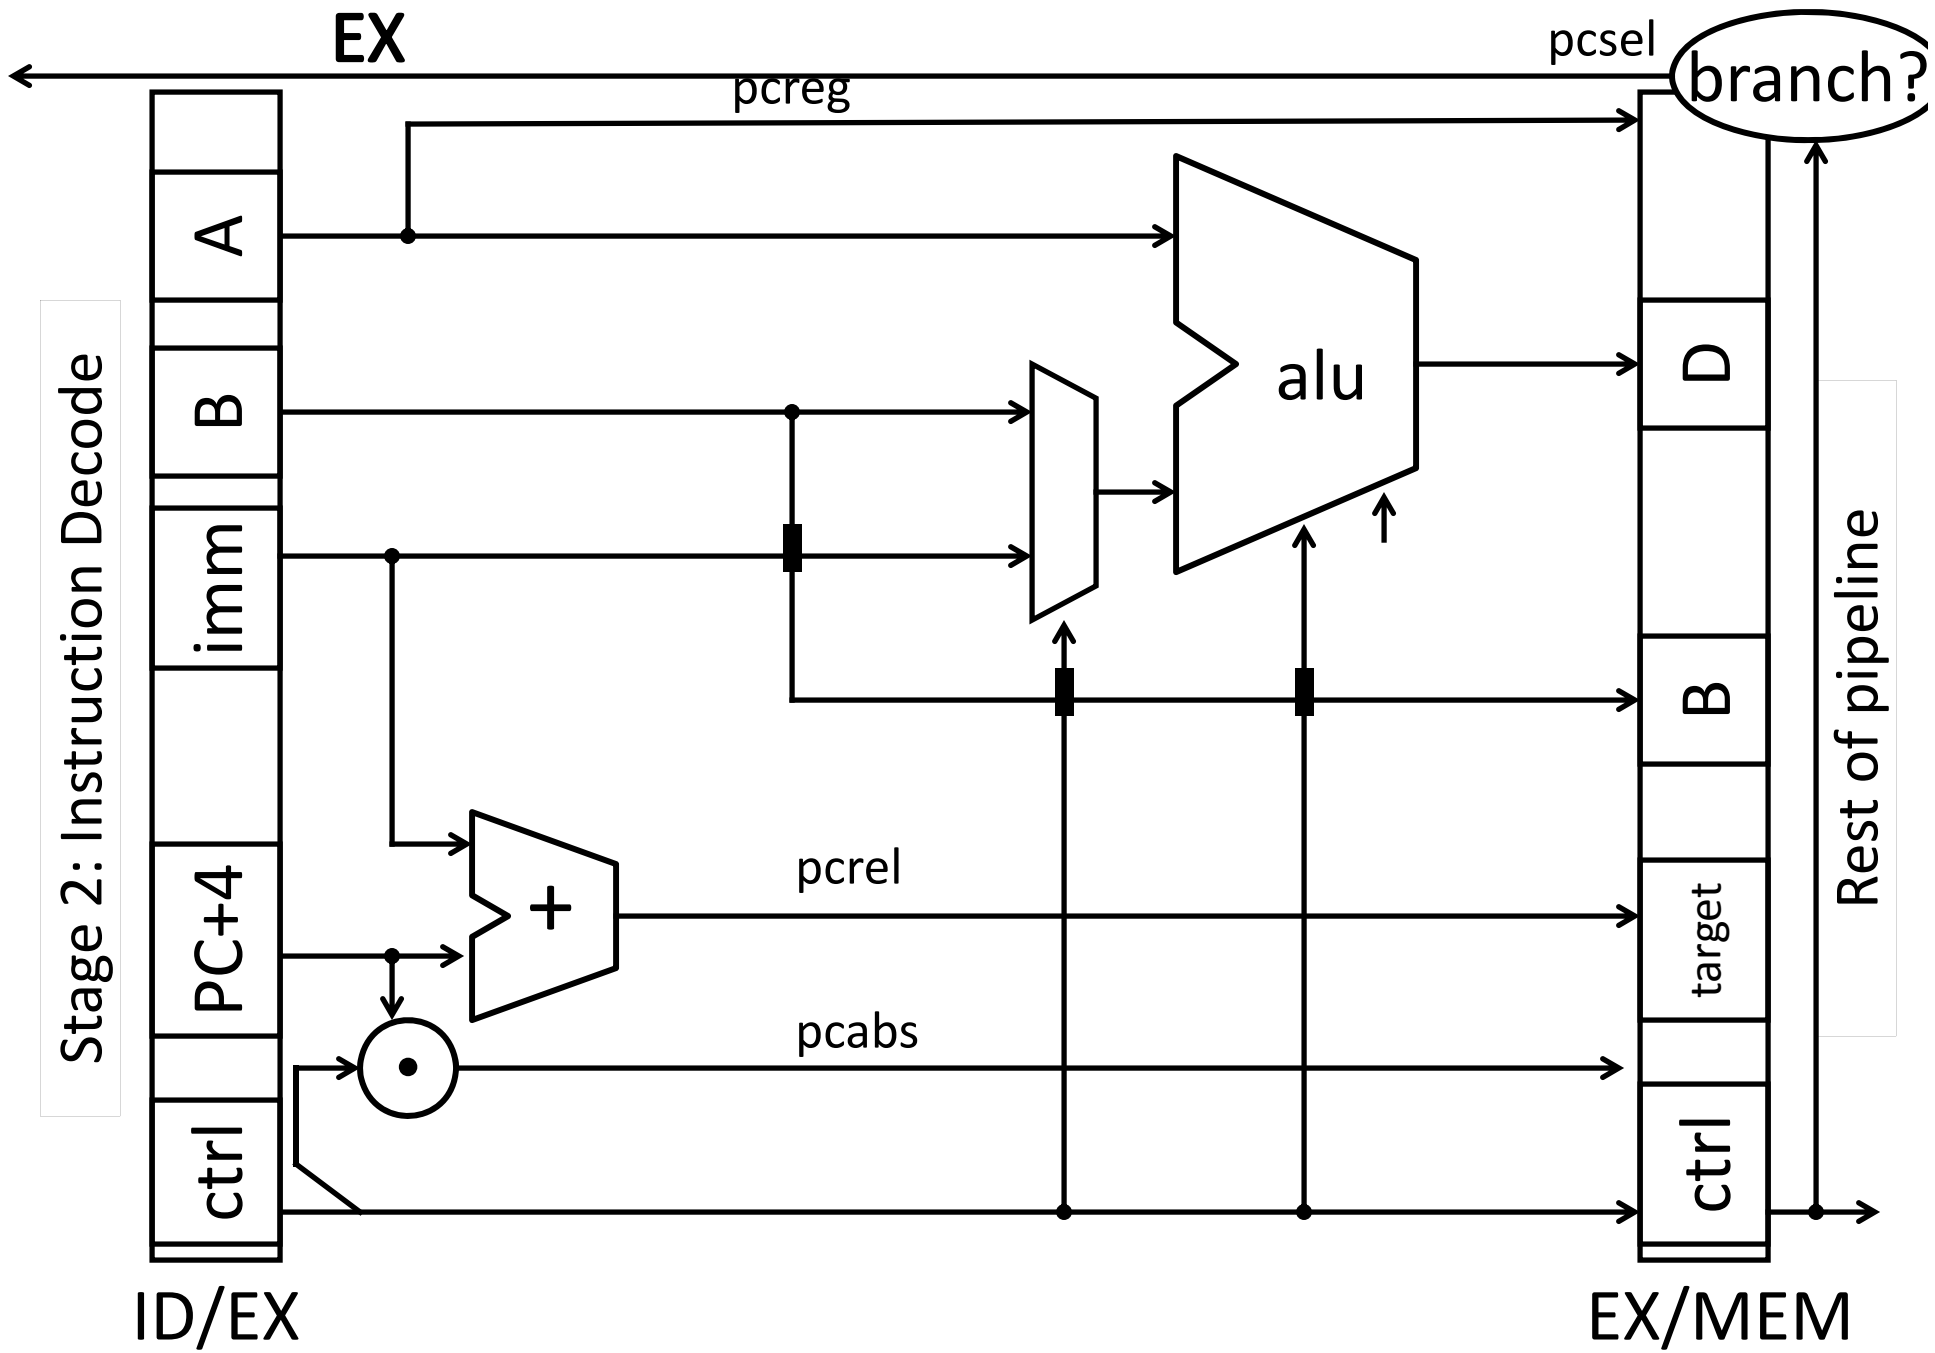 EX
pcsel
branch?
pcreg
A
B
imm
PC+4
ctrl
Stage 2: Instruction Decode
alu
+
pcrel
pcabs
D
B
target
ctrl
Rest of pipeline
ID/EX
EX/MEM